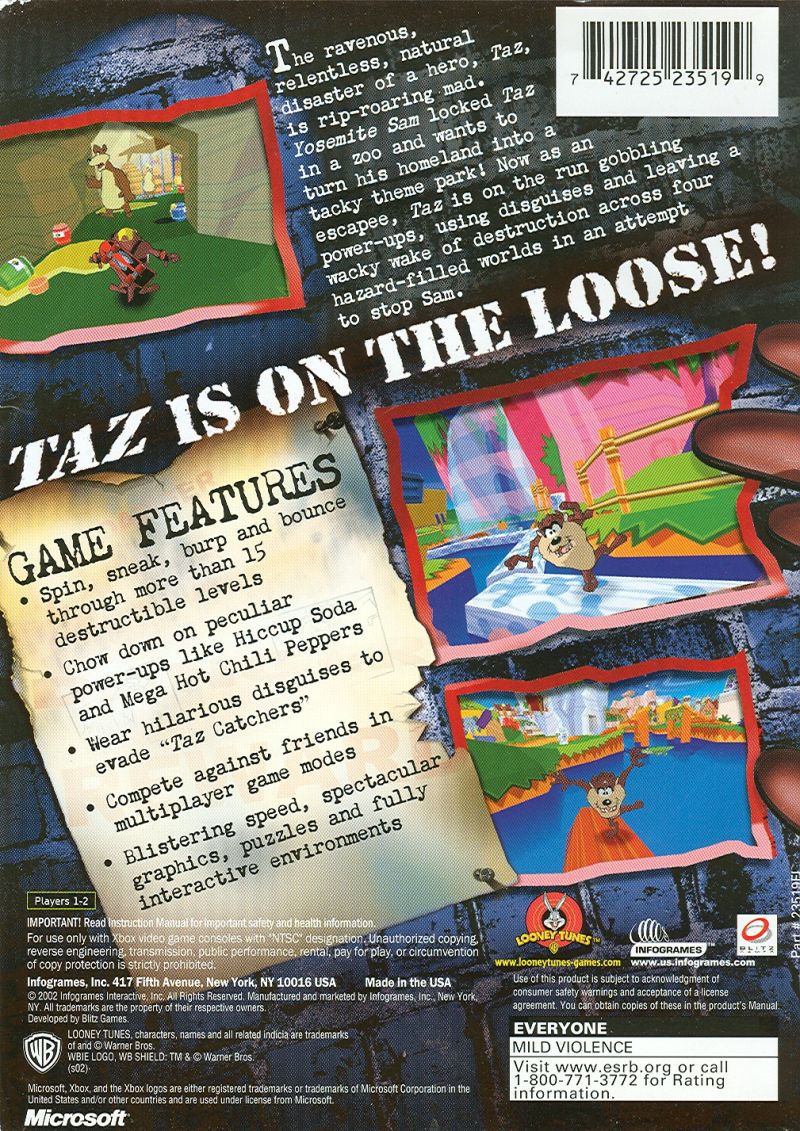 The ravenous,
relentless, natural
disaster of a hero, Taz,
is rip-roaring mad.
Yosemite Sam locked Taz
in a zoo and wants to
turn his homeland into a
tacky theme park! Now as an
escapee, Taz is on the run gobbling
power-ups, using disguises and leaving a
wacky wake of destruction across four
hazard-filled worlds in an attempt
to stop Sam.
7 42725 23519 9
TAZ IS ON THE LOOSE!
GAME FEATURES
• Spin, sneak, burp and bounce
through more than 15
destructible levels
• Chow down on peculiar
power-ups like Hiccup Soda
and Mega Hot Chili Peppers
• Wear hilarious disguises to
evade “Taz Catchers”
• Compete against friends in
multiplayer game modes
• Blistering speed, spectacular
graphics, puzzles and fully
interactive environments
Players 1-2
IMPORTANT! Read Instruction Manual for important safety and health information.
For use only with Xbox video game consoles with "NTSC" designation. Unauthorized copying,
reverse engineering, transmission, public performance, rental, pay for play, or circumvention
of copy protection is strictly prohibited.
Infogrames, Inc. 417 Fifth Avenue, New York, NY 10016 USA Made in the USA
© 2002 Infogrames Interactive, Inc. All Rights Reserved. Manufactured and marketed by Infogrames, Inc., New York,
NY. All trademarks are the property of their respective owners.
Developed by Blitz Games.
WB
LOONEY TUNES, characters, names and all related indicia are trademarks
of and © Warner Bros.
WBIE LOGO, WB SHIELD: TM & © Warner Bros.
(s02)
Microsoft, Xbox, and the Xbox logos are either registered trademarks or trademarks of Microsoft Corporation in the
United States and/or other countries and are used under license from Microsoft.
Microsoft
LOONEY TUNES
www.looneytunes-games.com
INFOGRAMES
www.us.infogrames.com
BLITZ
GAMES
Part# 23519EL
Use of this product is subject to acknowledgment of
consumer safety warnings and acceptance of a license
agreement. You can obtain copies of these in the product's Manual.
EVERYONE
MILD VIOLENCE
Visit www.esrb.org or call
1-800-771-3772 for Rating
information.